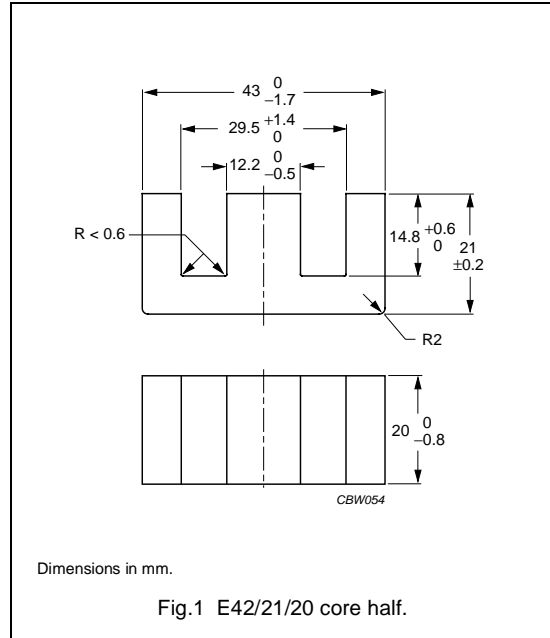 43 0
−1.7
29.5 +1.4
0
12.2 0
−0.5
R < 0.6
14.8 +0.6
0
21
±0.2
R2
20 0
−0.8
CBW054
Dimensions in mm.
Fig.1 E42/21/20 core half.